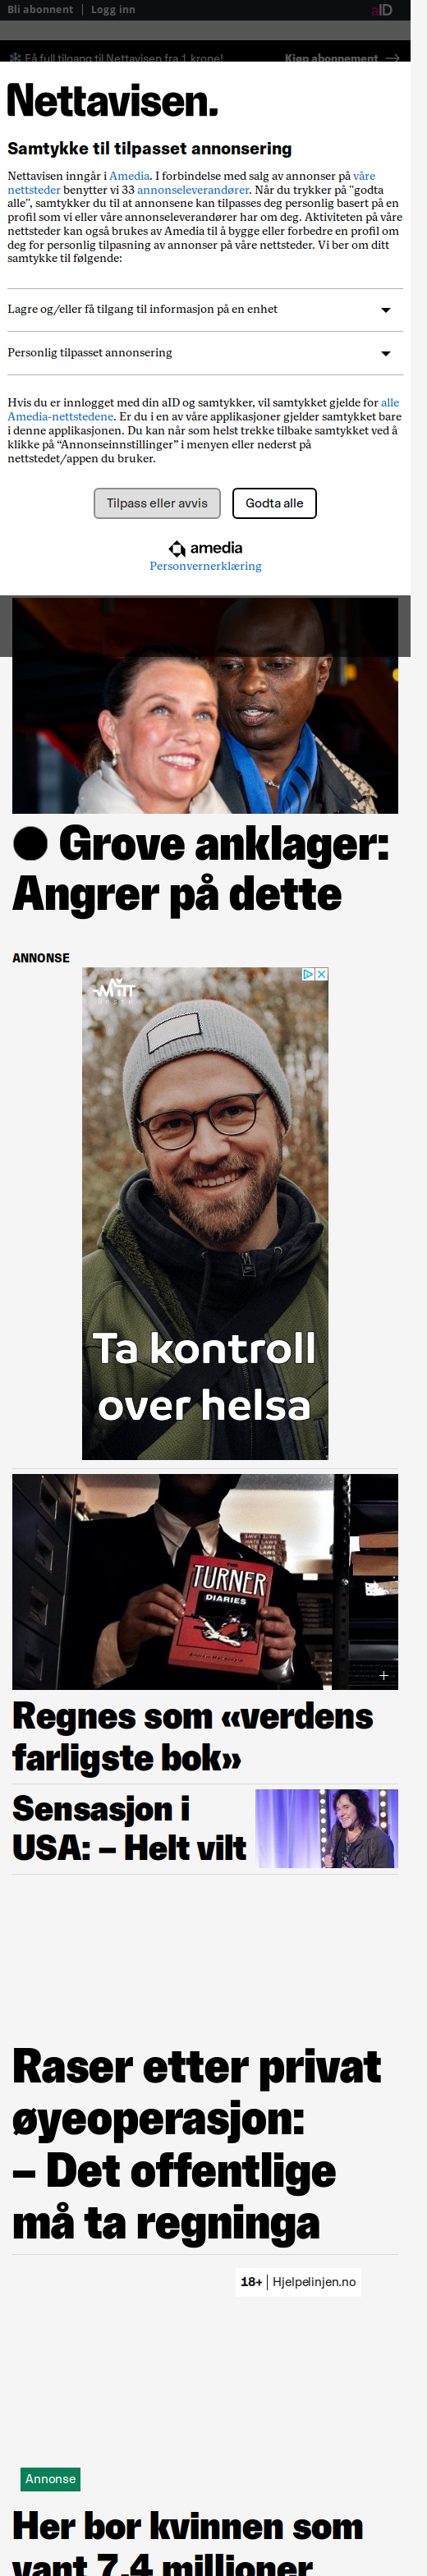 Bli abonnent | Logg inn
aID
Få full tilgang til Nettavisen fra 1 krone!
Kjøp abonnement →
Nettavisen.
Samtykke til tilpasset annonsering
Nettavisen inngår i Amedia. I forbindelse med salg av annonser på våre
nettsteder benytter vi 33 annonseleverandører. Når du trykker på "godta
alle", samtykker du til at annonsene kan tilpasses deg personlig basert på en
profil som vi eller våre annonseleverandører har om deg. Aktiviteten på våre
nettsteder kan også brukes av Amedia til å bygge eller forbedre en profil om
deg for personlig tilpasning av annonser på våre nettsteder. Vi ber om ditt
samtykke til følgende:
Lagre og/eller få tilgang til informasjon på en enhet
Personlig tilpasset annonsering
Hvis du er innlogget med din aID og samtykker, vil samtykket gjelde for alle
Amedia-nettstedene. Er du i en av våre applikasjoner gjelder samtykket bare
i denne applikasjonen. Du kan når som helst trekke tilbake samtykket ved å
klikke på “Annonseinnstillinger” i menyen eller nederst på
nettstedet/appen du bruker.
Tilpass eller avvis
Godta alle
amedia
Personvernerklæring
Grove anklager:
Angrer på dette
ANNONSE
MITT
Ta kontroll
over helsa
THE
TURNER
DIARIES
Regnes som «verdens
farligste bok»
Sensasjon i
USA: – Helt vilt
Raser etter privat
øyeoperasjon:
– Det offentlige
må ta regninga
18+ | Hjelpelinjen.no
Annonse
Her bor kvinnen som
vant 7,4 millioner